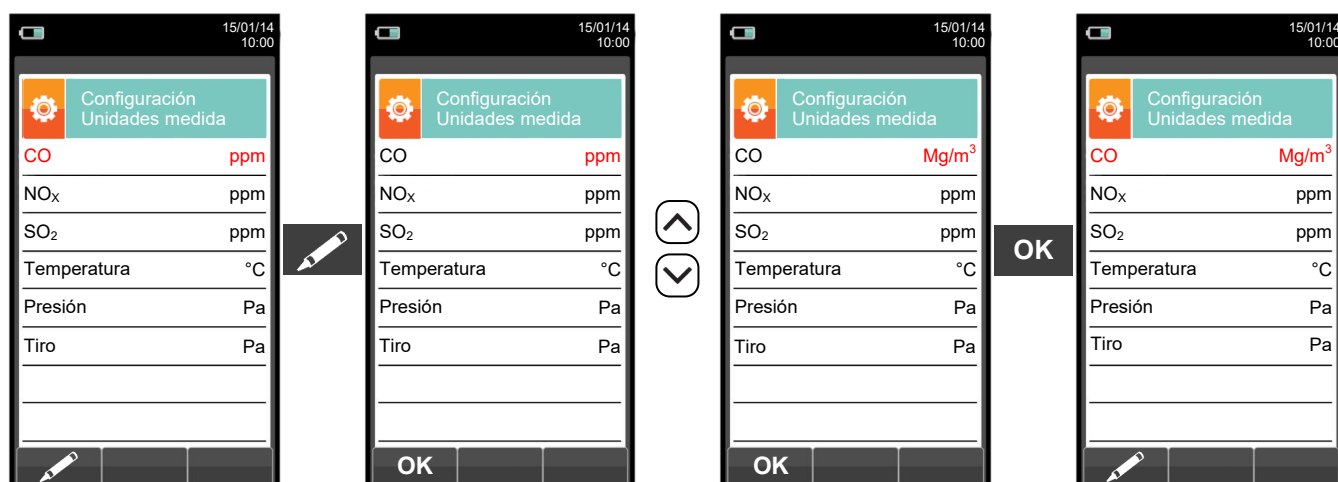 15/01/14
10:00
Configuración
Unidades medida
CO ppm
NOX ppm
SO2 ppm
Temperatura °C
Presión Pa
Tiro Pa
15/01/14
10:00
Configuración
Unidades medida
CO ppm
NOX ppm
SO2 ppm
Temperatura °C
Presión Pa
Tiro Pa
OK
15/01/14
10:00
Configuración
Unidades medida
CO Mg/m³
NOX ppm
SO2 ppm
Temperatura °C
Presión Pa
Tiro Pa
OK
OK
15/01/14
10:00
Configuración
Unidades medida
CO Mg/m³
NOX ppm
SO2 ppm
Temperatura °C
Presión Pa
Tiro Pa